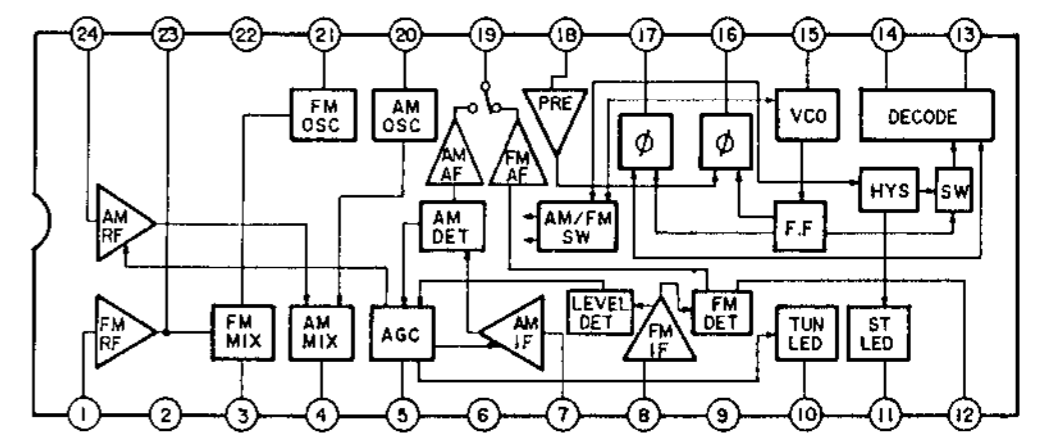 24 23 22 21 20 19 18 17 16 15 14 13
FM
OSC
AM
OSC
PRE
VCO
DECODE
ϕ
ϕ
AM
AF
FM
AF
AM
RF
AM
DET
AM/FM
SW
F.F
HYS
SW
FM
RF
FM
MIX
AM
MIX
AGC
AM
IF
LEVEL
DET
FM
IF
FM
DET
TUN
LED
ST
LED
1 2 3 4 5 6 7 8 9 10 11 12